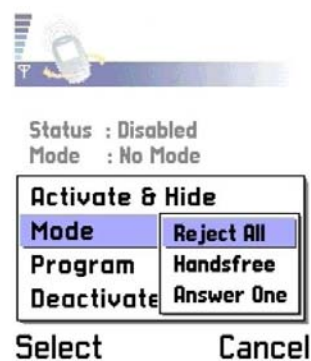 Status : Disabled
Mode : No Mode
Activate & Hide
Mode
Reject All
Program
Handsfree
Deactivate
Answer One
Select Cancel